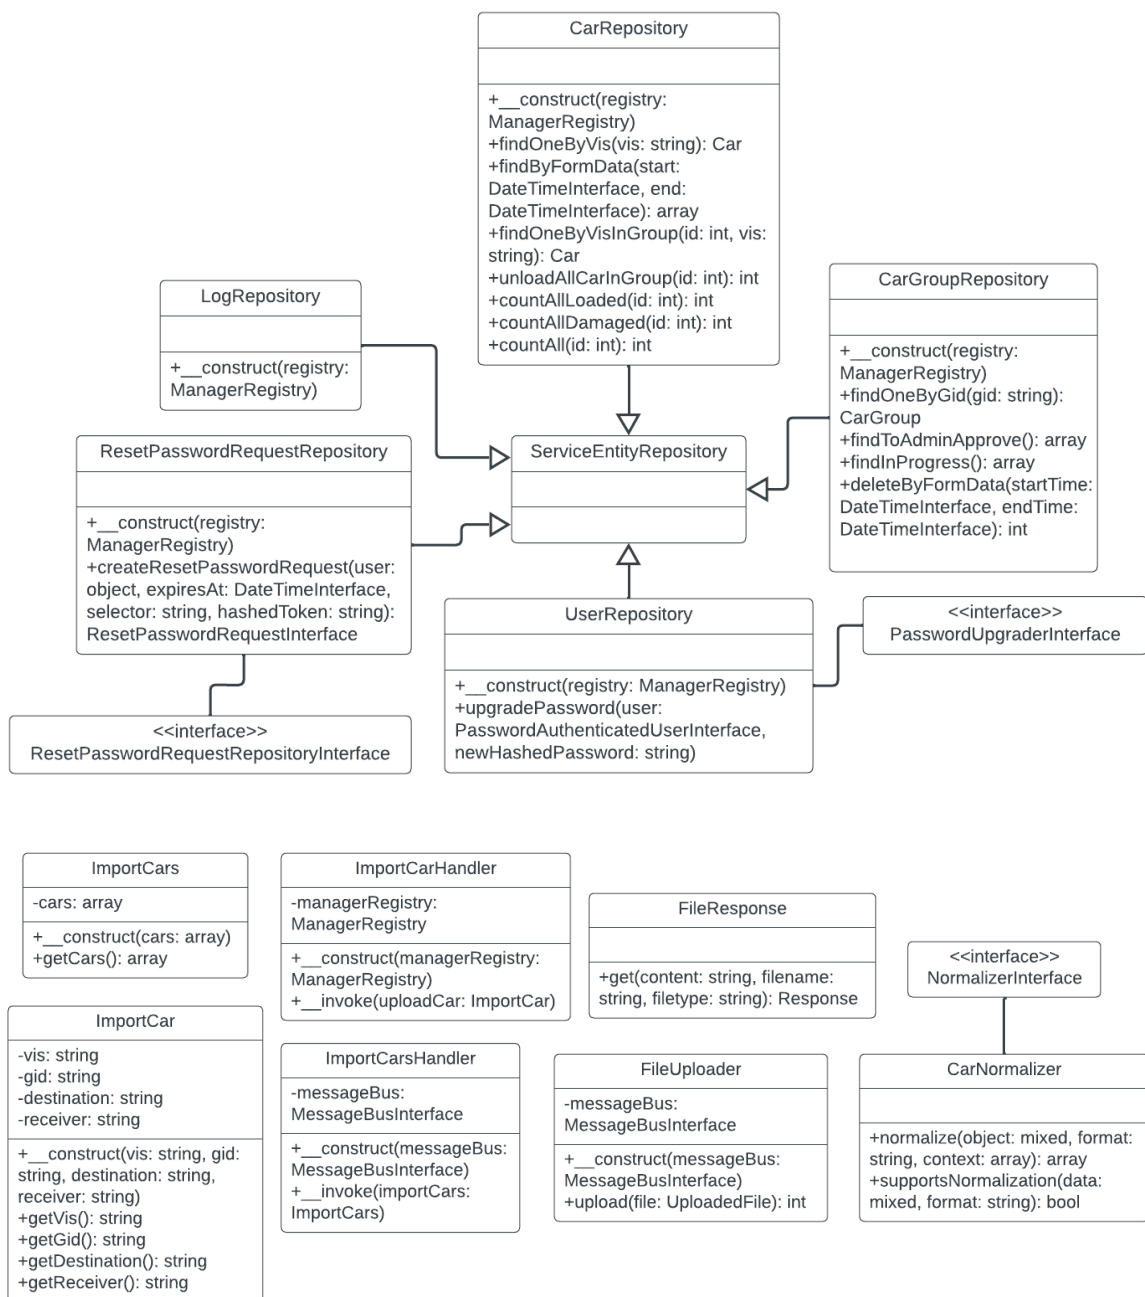 CarRepository
+__construct(registry:
ManagerRegistry)
+findOneByVis(vis: string): Car
+findByFormData(start:
DateTimeInterface, end:
DateTimeInterface): array
+findOneByVisInGroup(id: int, vis:
string): Car
+unloadAllCarInGroup(id: int): int
+countAllLoaded(id: int): int
+countAllDamaged(id: int): int
+countAll(id: int): int
LogRepository
+__construct(registry:
ManagerRegistry)
CarGroupRepository
+__construct(registry:
ManagerRegistry)
+findOneByGid(gid: string):
CarGroup
+findToAdminApprove(): array
+findInProgress(): array
+deleteByFormData(startTime:
DateTimeInterface, endTime:
DateTimeInterface): int
ResetPasswordRequestRepository
+__construct(registry:
ManagerRegistry)
+createResetPasswordRequest(user:
object, expiresAt: DateTimeInterface,
selector: string, hashedToken: string):
ResetPasswordRequestInterface
ServiceEntityRepository
UserRepository
+__construct(registry: ManagerRegistry)
+upgradePassword(user:
PasswordAuthenticatedUserInterface,
newHashedPassword: string)
<<interface>>
PasswordUpgraderInterface
<<interface>>
ResetPasswordRequestRepositoryInterface
ImportCars
-cars: array
+__construct(cars: array)
+getCars(): array
ImportCarHandler
-managerRegistry:
ManagerRegistry
+__construct(managerRegistry:
ManagerRegistry)
+__invoke(uploadCar: ImportCar)
FileResponse
+get(content: string, filename:
string, filetype: string): Response
<<interface>>
NormalizerInterface
ImportCar
-vis: string
-gid: string
-destination: string
-receiver: string
+__construct(vis: string, gid:
string, destination: string,
receiver: string)
+getVis(): string
+getGid(): string
+getDestination(): string
+getReceiver(): string
ImportCarsHandler
-messageBus:
MessageBusInterface
+__construct(messageBus:
MessageBusInterface)
+__invoke(importCars:
ImportCars)
FileUploader
-messageBus:
MessageBusInterface
+__construct(messageBus:
MessageBusInterface)
+upload(file: UploadedFile): int
CarNormalizer
+normalize(object: mixed, format:
string, context: array): array
+supportsNormalization(data:
mixed, format: string): bool